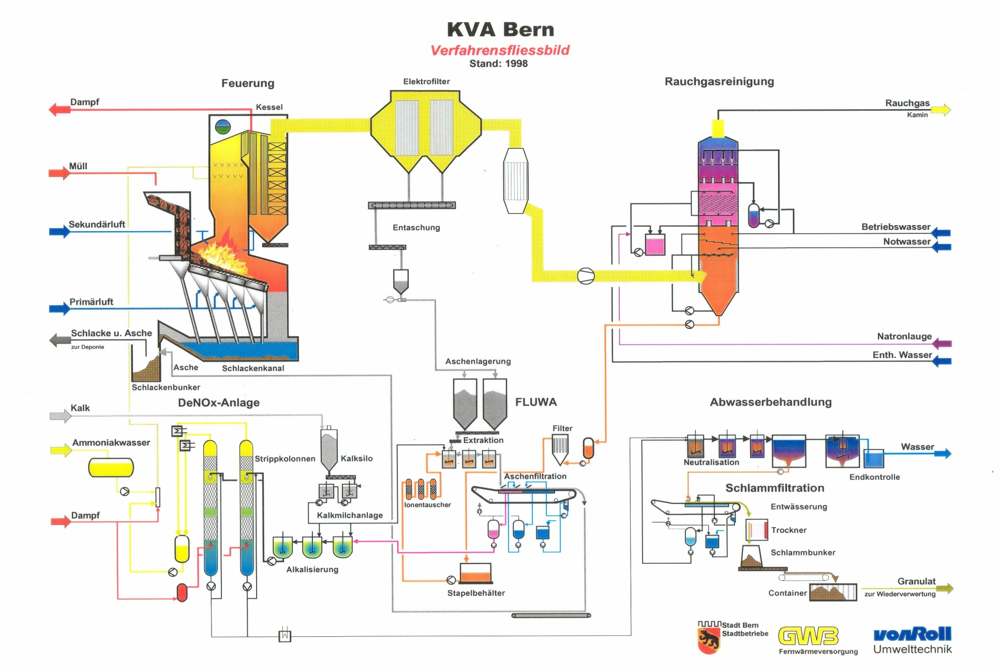 KVA Bern
Verfahrensfliessbild
Stand: 1998
Feuerung
Elektrofilter
Rauchgasreinigung
Dampf
Kessel
Rauchgas
Kamin
Müll
Sekundärluft
Entaschung
Betriebswasser
Notwasser
Primärluft
Schlacke u. Asche
zur Deponie
Natronlauge
Enth. Wasser
Asche
Schlackenkanal
Aschenlagerung
Schlackenbunker
DeNOx-Anlage
FLUWA
Abwasserbehandlung
Kalk
Filter
Ammoniakwasser
Extraktion
Wasser
Strippkolonnen
Kalksilo
Neutralisation
Aschenfiltration
Endkontrolle
Schlammfiltration
Ionentauscher
Entwässerung
Dampf
Kalkmilchanlage
Trockner
Schlammbunker
Alkalisierung
Granulat
Stapelbehälter
Container
zur Wiederverwertung
Stadt Bern
Stadtbetriebe
GWB
Fernwärmeversorgung
vonRoll
Umwelttechnik